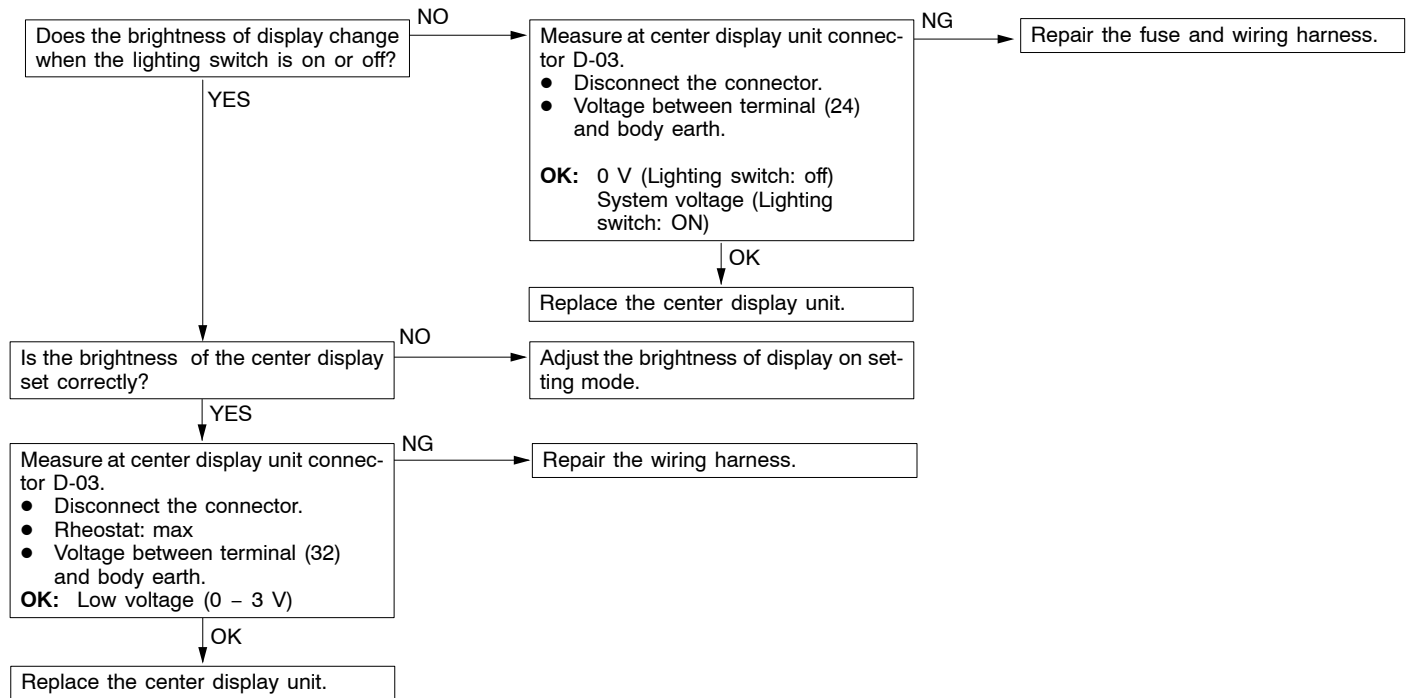 Does the brightness of display change
when the lighting switch is on or off?
NO
Measure at center display unit connec-
tor D-03.
● Disconnect the connector.
● Voltage between terminal (24)
and body earth.
OK: 0 V (Lighting switch: off)
System voltage (Lighting
switch: ON)
NG
Repair the fuse and wiring harness.
YES
OK
Replace the center display unit.
Is the brightness of the center display
set correctly?
NO
Adjust the brightness of display on set-
ting mode.
YES
Measure at center display unit connec-
tor D-03.
● Disconnect the connector.
● Rheostat: max
● Voltage between terminal (32)
and body earth.
OK: Low voltage (0 – 3 V)
NG
Repair the wiring harness.
OK
Replace the center display unit.